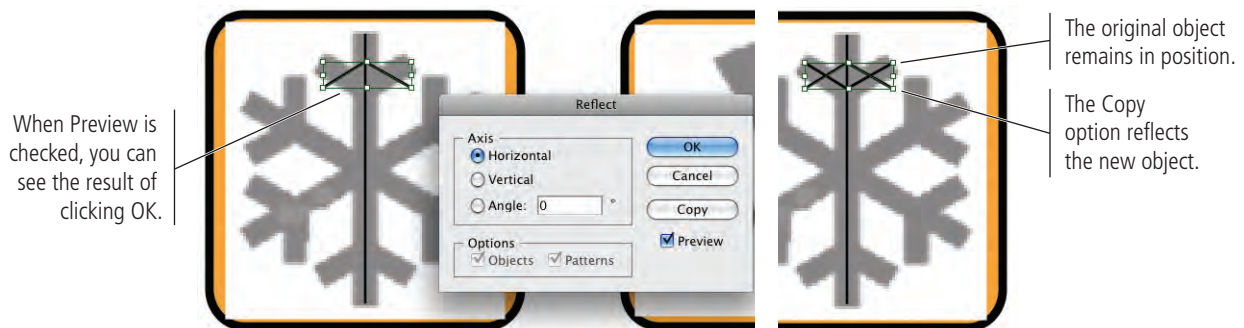 When Preview is
checked, you can
see the result of
clicking OK.
Reflect
Axis
Horizontal
Vertical
Angle: 0 °
Options
Objects Patterns
OK
Cancel
Copy
Preview
The original object
remains in position.
The Copy
option reflects
the new object.